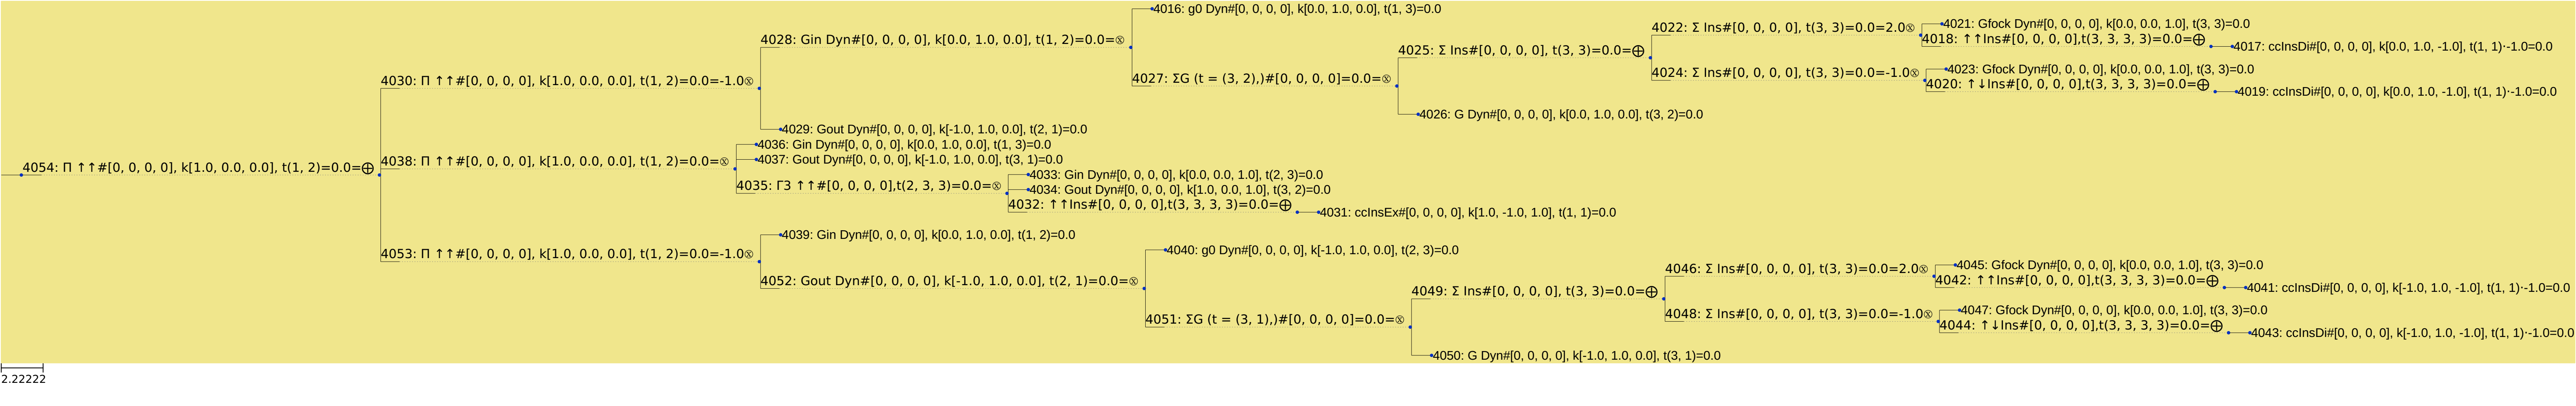 4016: g0 Dyn#[0, 0, 0, 0], k[0.0, 1.0, 0.0], t(1, 3)=0.0
4021: Gfock Dyn#[0, 0, 0, 0], k[0.0, 0.0, 1.0], t(3, 3)=0.0
4022: Σ Ins#[0, 0, 0, 0], t(3, 3)=0.0=2.0⊗
4018: ↑↑Ins#[0, 0, 0, 0],t(3, 3, 3, 3)=0.0=⨁
4028: Gin Dyn#[0, 0, 0, 0], k[0.0, 1.0, 0.0], t(1, 2)=0.0=⊗
4017: ccInsDi#[0, 0, 0, 0], k[0.0, 1.0, -1.0], t(1, 1)·-1.0=0.0
4025: Σ Ins#[0, 0, 0, 0], t(3, 3)=0.0=⨁
4023: Gfock Dyn#[0, 0, 0, 0], k[0.0, 0.0, 1.0], t(3, 3)=0.0
4024: Σ Ins#[0, 0, 0, 0], t(3, 3)=0.0=-1.0⊗
4027: ΣG (t = (3, 2),)#[0, 0, 0, 0]=0.0=⊗
4030: Π ↑↑#[0, 0, 0, 0], k[1.0, 0.0, 0.0], t(1, 2)=0.0=-1.0⊗
4020: ↑↓Ins#[0, 0, 0, 0],t(3, 3, 3, 3)=0.0=⨁
4019: ccInsDi#[0, 0, 0, 0], k[0.0, 1.0, -1.0], t(1, 1)·-1.0=0.0
4026: G Dyn#[0, 0, 0, 0], k[0.0, 1.0, 0.0], t(3, 2)=0.0
4029: Gout Dyn#[0, 0, 0, 0], k[-1.0, 1.0, 0.0], t(2, 1)=0.0
4036: Gin Dyn#[0, 0, 0, 0], k[0.0, 1.0, 0.0], t(1, 3)=0.0
4037: Gout Dyn#[0, 0, 0, 0], k[-1.0, 1.0, 0.0], t(3, 1)=0.0
4038: Π ↑↑#[0, 0, 0, 0], k[1.0, 0.0, 0.0], t(1, 2)=0.0=⊗
4054: Π ↑↑#[0, 0, 0, 0], k[1.0, 0.0, 0.0], t(1, 2)=0.0=⨁
4033: Gin Dyn#[0, 0, 0, 0], k[0.0, 0.0, 1.0], t(2, 3)=0.0
4035: Γ3 ↑↑#[0, 0, 0, 0],t(2, 3, 3)=0.0=⊗
4034: Gout Dyn#[0, 0, 0, 0], k[1.0, 0.0, 1.0], t(3, 2)=0.0
4032: ↑↑Ins#[0, 0, 0, 0],t(3, 3, 3, 3)=0.0=⨁
4031: ccInsEx#[0, 0, 0, 0], k[1.0, -1.0, 1.0], t(1, 1)=0.0
4039: Gin Dyn#[0, 0, 0, 0], k[0.0, 1.0, 0.0], t(1, 2)=0.0
4040: g0 Dyn#[0, 0, 0, 0], k[-1.0, 1.0, 0.0], t(2, 3)=0.0
4053: Π ↑↑#[0, 0, 0, 0], k[1.0, 0.0, 0.0], t(1, 2)=0.0=-1.0⊗
4045: Gfock Dyn#[0, 0, 0, 0], k[0.0, 0.0, 1.0], t(3, 3)=0.0
4046: Σ Ins#[0, 0, 0, 0], t(3, 3)=0.0=2.0⊗
4052: Gout Dyn#[0, 0, 0, 0], k[-1.0, 1.0, 0.0], t(2, 1)=0.0=⊗
4042: ↑↑Ins#[0, 0, 0, 0],t(3, 3, 3, 3)=0.0=⨁
4041: ccInsDi#[0, 0, 0, 0], k[-1.0, 1.0, -1.0], t(1, 1)·-1.0=0.0
4049: Σ Ins#[0, 0, 0, 0], t(3, 3)=0.0=⨁
4047: Gfock Dyn#[0, 0, 0, 0], k[0.0, 0.0, 1.0], t(3, 3)=0.0
4048: Σ Ins#[0, 0, 0, 0], t(3, 3)=0.0=-1.0⊗
4051: ΣG (t = (3, 1),)#[0, 0, 0, 0]=0.0=⊗
4044: ↑↓Ins#[0, 0, 0, 0],t(3, 3, 3, 3)=0.0=⨁
4043: ccInsDi#[0, 0, 0, 0], k[-1.0, 1.0, -1.0], t(1, 1)·-1.0=0.0
4050: G Dyn#[0, 0, 0, 0], k[-1.0, 1.0, 0.0], t(3, 1)=0.0
2.22222